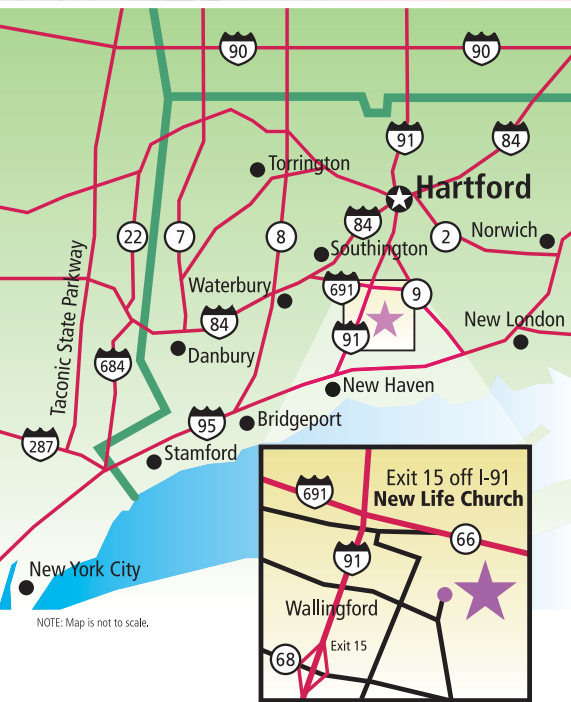 90
90
91
84
Torrington
Hartford
84
22
7
8
2
Norwich
Southington
Taconic State Parkway
Waterbury
691
9
84
91
New London
Danbury
684
New Haven
95
Bridgeport
287
Stamford
Exit 15 off I-91
New Life Church
691
66
91
New York City
Wallingford
NOTE: Map is not to scale.
Exit 15
68